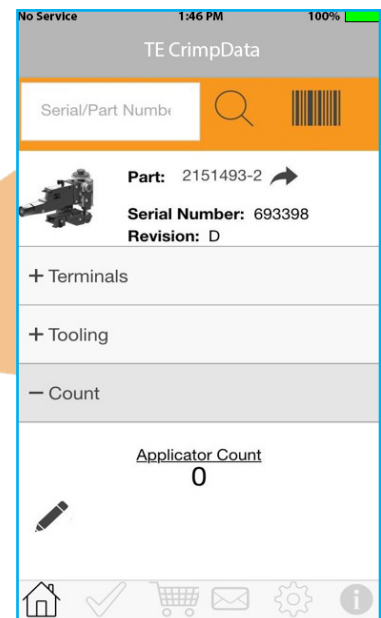 No Service 1:46 PM 100%
TE CrimpData
Serial/Part Numbe
Part: 2151493-2
Serial Number: 693398
Revision: D
+ Terminals
+ Tooling
− Count
Applicator Count
0
i